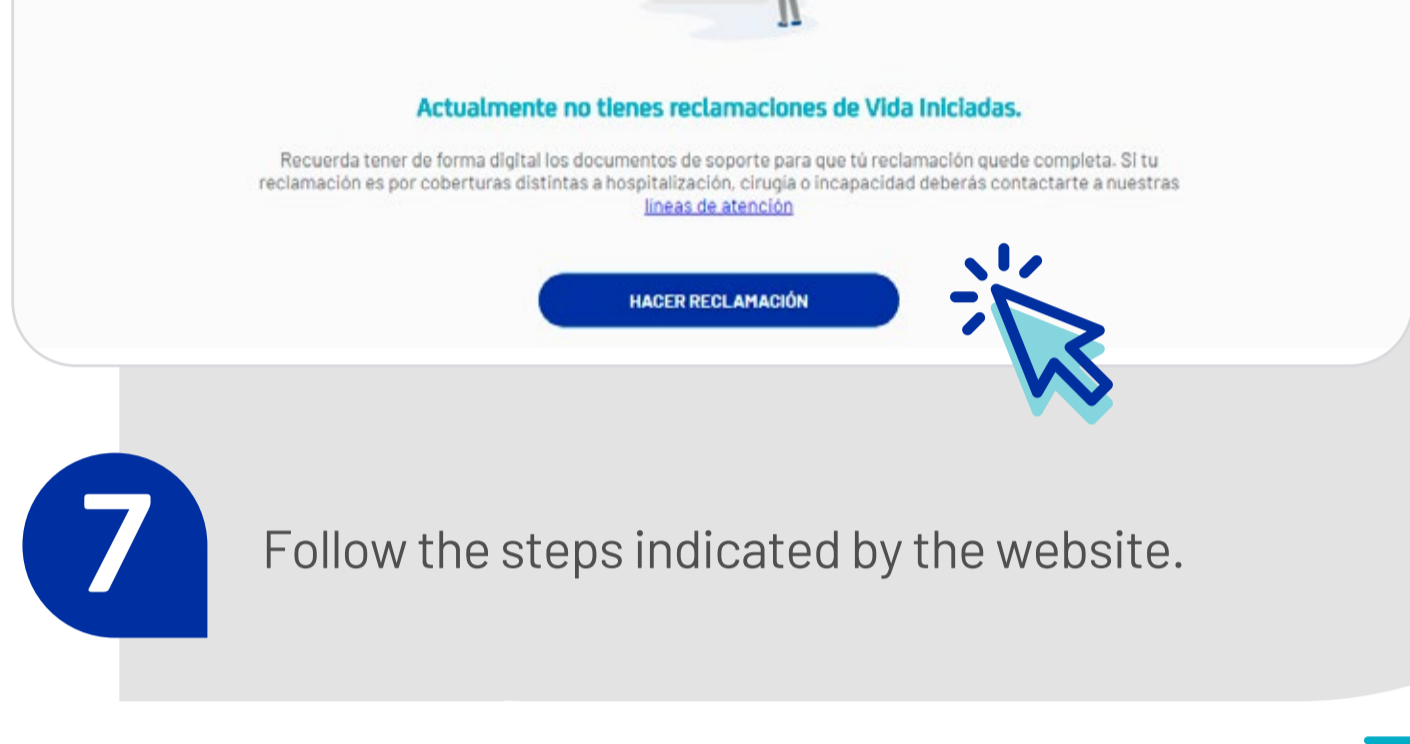 Actualmente no tienes reclamaciones de Vida Iniciadas.
Recuerda tener de forma digital los documentos de soporte para que tú reclamación quede completa. Si tu
reclamación es por coberturas distintas a hospitalización, cirugía o incapacidad deberás contactarte a nuestras
líneas de atención
HACER RECLAMACIÓN
7
Follow the steps indicated by the website.